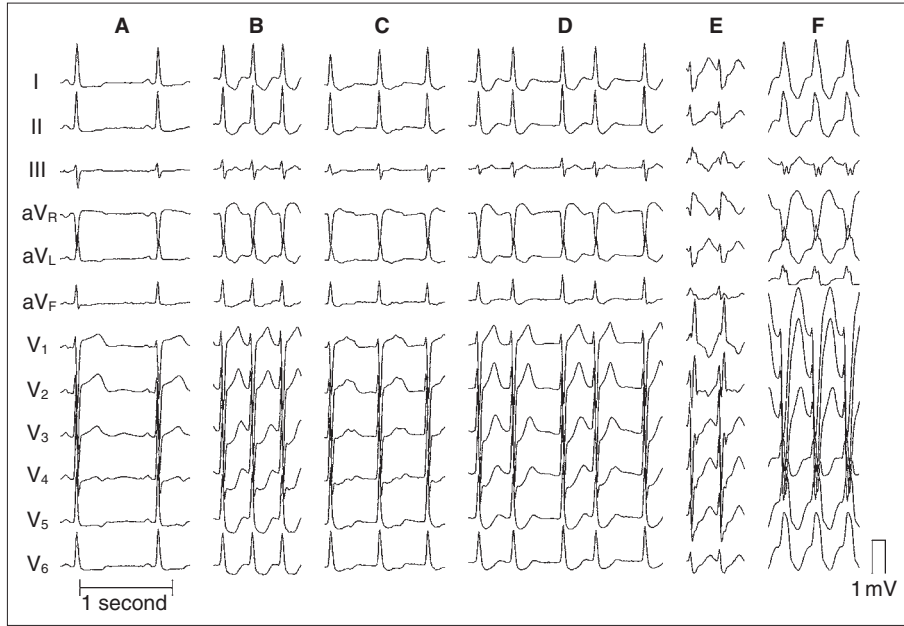 A B C D E F
I
II
III
aVR
aVL
aVF
V1
V2
V3
V4
V5
V6
1 second
1 mV